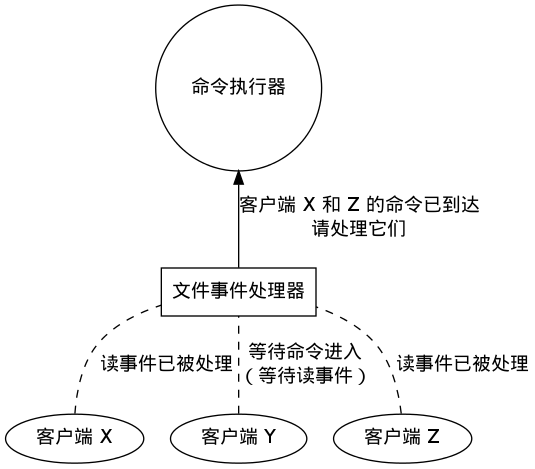 命令执行器
客户端 X 和 Z 的命令已到达
请处理它们
文件事件处理器
读事件已被处理
等待命令进入
（等待读事件）
读事件已被处理
客户端 X
客户端 Y
客户端 Z